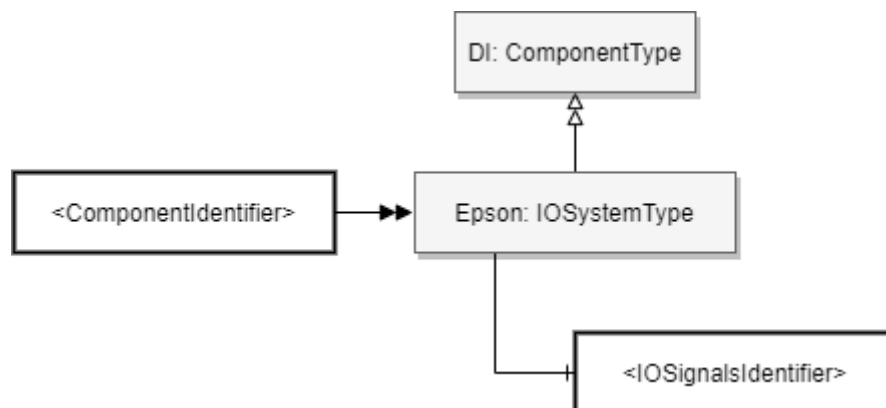 DI: ComponentType
<ComponentIdentifier>
Epson: IOSystemType
<IOSignalsIdentifier>